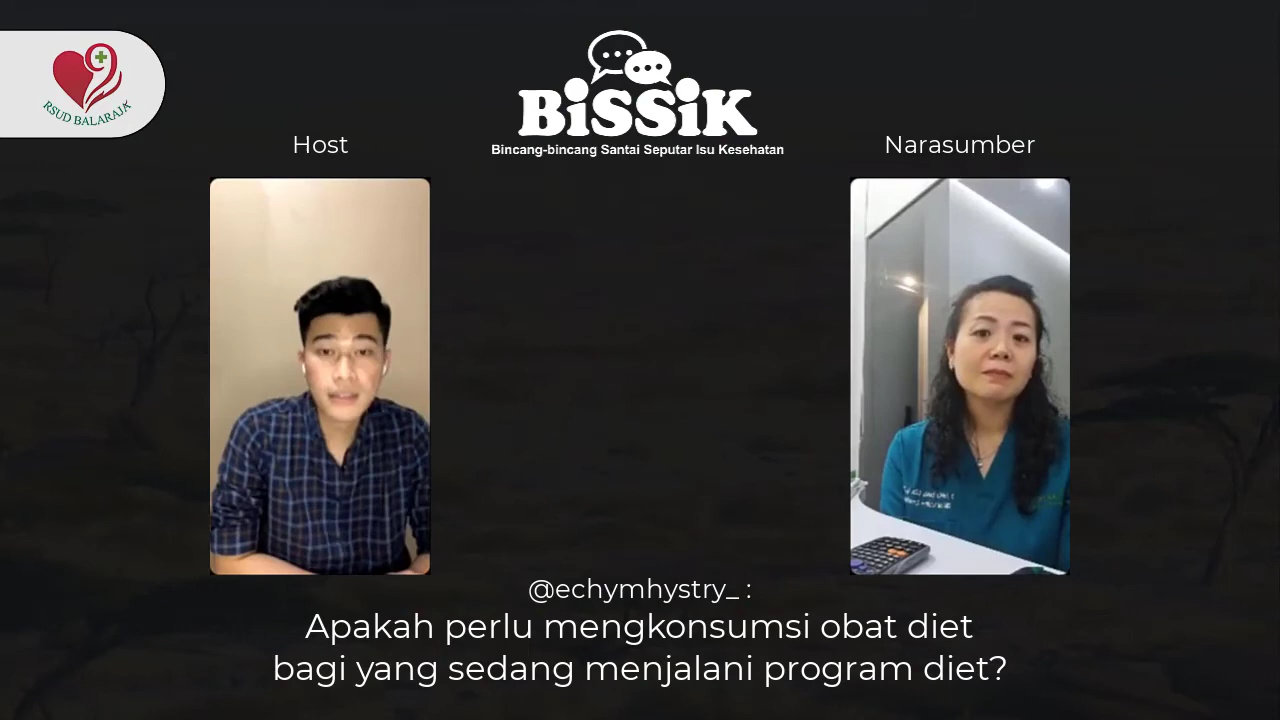 RSUD BALARAJA
BiSSiK
Bincang-bincang Santai Seputar Isu Kesehatan
Host
Narasumber
@echymhystry_ :
Apakah perlu mengkonsumsi obat diet
bagi yang sedang menjalani program diet?